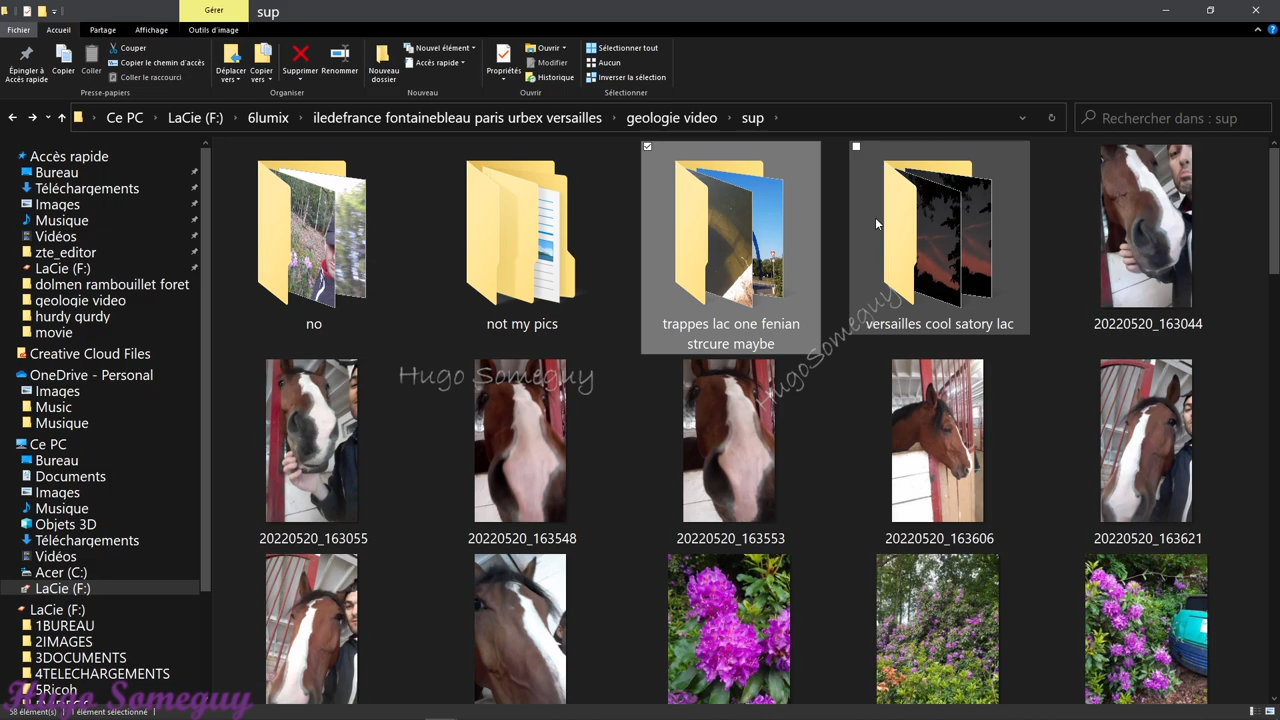 Gérer
sup
Fichier
Accueil
Partage
Affichage
Outils d'image
Épingler à
Accès rapide
Copier
Coller
Couper
Copier le chemin d'accès
Coller le raccourci
Presse-papiers
Déplacer
vers
Copier
vers
Supprimer
Renommer
Organiser
Nouveau
dossier
Nouvel élément
Accès rapide
Nouveau
Propriétés
Ouvrir
Modifier
Historique
Ouvrir
Sélectionner tout
Aucun
Inverser la sélection
Sélectionner
Ce PC
LaCie (F:)
6lumix
iledefrance fontainebleau paris urbex versailles
geologie video
sup
Rechercher dans : sup
Accès rapide
Bureau
Téléchargements
Images
Musique
Vidéos
zte_editor
LaCie (F:)
dolmen rambouillet foret
geologie video
hurdy gurdy
movie
Creative Cloud Files
OneDrive - Personal
Images
Music
Musique
Ce PC
Bureau
Documents
Images
Musique
Objets 3D
Téléchargements
Vidéos
Acer (C:)
LaCie (F:)
LaCie (F:)
1BUREAU
2IMAGES
3DOCUMENTS
4TELECHARGEMENTS
5Ricoh
no
not my pics
trappes lac one fenian
strcure maybe
versailles cool satory lac
20220520_163044
20220520_163055
20220520_163548
20220520_163553
20220520_163606
20220520_163621
Hugo Someguy
HugoSomeguy
Hugo Someguy
58 élément(s)
1 élément sélectionné